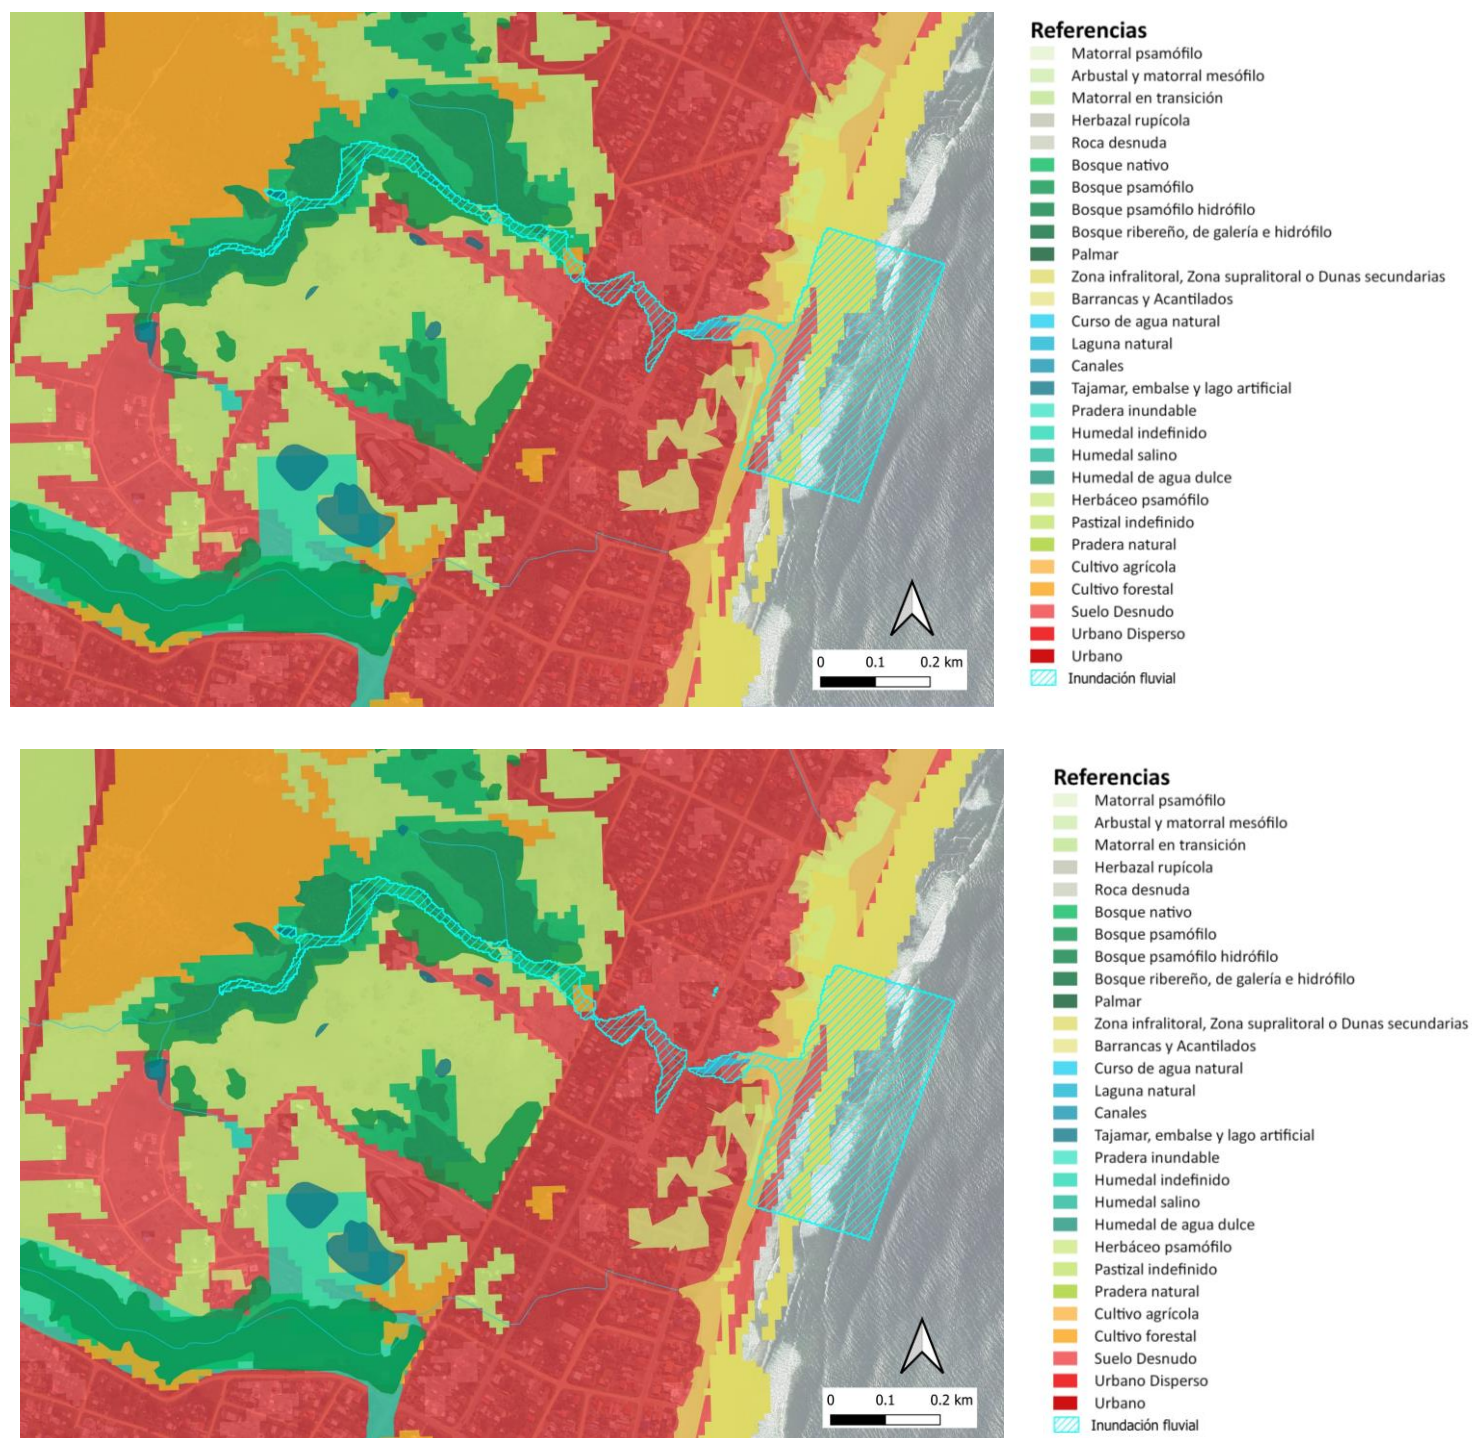 Referencias
Matorral psamófilo
Arbustal y matorral mesófilo
Matorral en transición
Herbazal rupícola
Roca desnuda
Bosque nativo
Bosque psamófilo
Bosque psamófilo hidrófilo
Bosque ribereño, de galería e hidrófilo
Palmar
Zona infralitoral, Zona supralitoral o Dunas secundarias
Barrancas y Acantilados
Curso de agua natural
Laguna natural
Canales
Tajamar, embalse y lago artificial
Pradera inundable
Humedal indefinido
Humedal salino
Humedal de agua dulce
Herbáceo psamófilo
Pastizal indefinido
Pradera natural
Cultivo agrícola
Cultivo forestal
Suelo Desnudo
Urbano Disperso
Urbano
Inundación fluvial
0 0.1 0.2 km
Referencias
Matorral psamófilo
Arbustal y matorral mesófilo
Matorral en transición
Herbazal rupícola
Roca desnuda
Bosque nativo
Bosque psamófilo
Bosque psamófilo hidrófilo
Bosque ribereño, de galería e hidrófilo
Palmar
Zona infralitoral, Zona supralitoral o Dunas secundarias
Barrancas y Acantilados
Curso de agua natural
Laguna natural
Canales
Tajamar, embalse y lago artificial
Pradera inundable
Humedal indefinido
Humedal salino
Humedal de agua dulce
Herbáceo psamófilo
Pastizal indefinido
Pradera natural
Cultivo agrícola
Cultivo forestal
Suelo Desnudo
Urbano Disperso
Urbano
Inundación fluvial
0 0.1 0.2 km